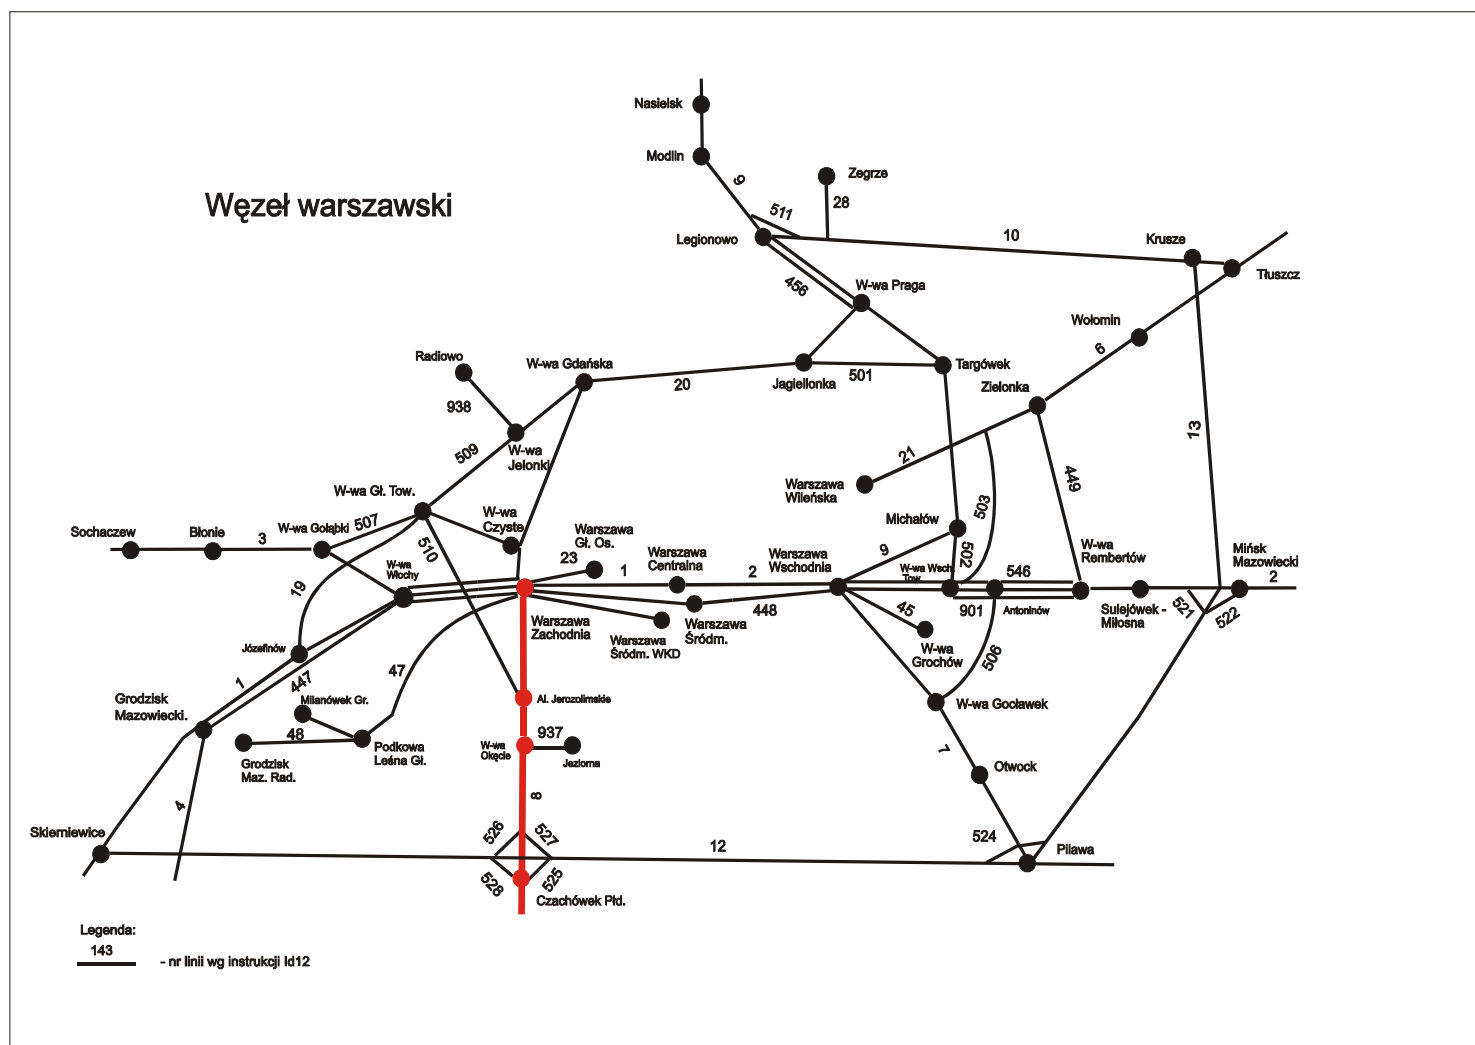 Nasielsk
Modlin
9
Zegrze
28
Węzeł warszawski
511
Legionowo
10
Krusze
Tłuszcz
456
W-wa Praga
Wołomin
6
Radiowo
W-wa Gdańska
20
Jagiellonka
501
Targówek
Zielonka
938
13
509
W-wa
Jelonki
21
449
Warszawa
Wileńska
503
W-wa Gł. Tow.
W-wa
Czyste
Michałów
Sochaczew
Błonie
3
W-wa Gołąbki
507
510
Warszawa
Gł. Os.
23
Warszawa
Centralna
1
2
Warszawa
Wschodnia
9
502
W-wa
Rembertów
Mińsk
Mazowiecki
2
W-wa
Włochy
W-wa Wsch.
Tow.
546
19
Warszawa
Zachodnia
Warszawa
Śródm. WKD
Warszawa
Śródm.
448
45
901
Antoninów
Sulejówek -
Miłosna
521
522
W-wa
Grochów
506
Józefinów
47
1
447
Milanówek Gr.
Al. Jerozolimskie
W-wa Gocławek
Grodzisk
Mazowiecki.
48
Grodzisk
Maz. Rad.
Podkowa
Leśna Gł.
W-wa
Okęcie
937
Jeziorna
7
Otwock
4
8
Skierniewice
526
527
12
524
Pilawa
528
525
Czachówek Płd.
Legenda:
143
- nr linii wg instrukcji Id12